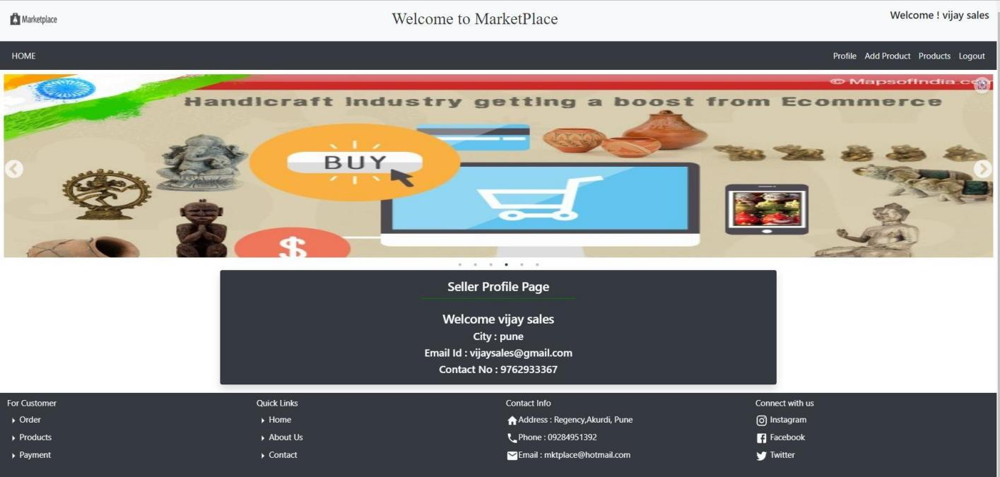 Marketplace
Welcome to MarketPlace
Welcome ! vijay sales
HOME
Profile Add Product Products Logout
© MapsofIndia.com
Handicraft Industry getting a boost from Ecommerce
BUY
$
Seller Profile Page
Welcome vijay sales
City : pune
Email Id : vijaysales@gmail.com
Contact No : 9762933367
For Customer
Order
Products
Payment
Quick Links
Home
About Us
Contact
Contact Info
Address : Regency,Akurdi, Pune
Phone : 09284951392
Email : mktplace@hotmail.com
Connect with us
Instagram
Facebook
Twitter